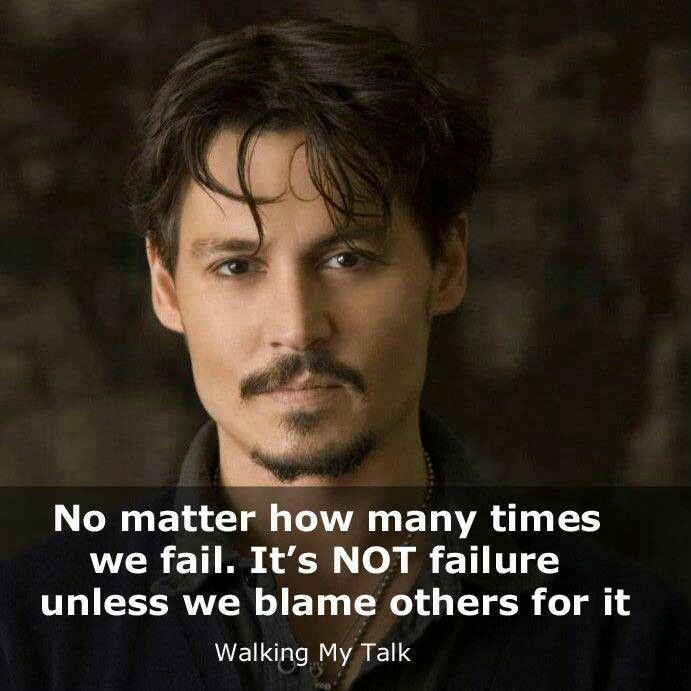 No matter how many times
we fail. It's NOT failure
unless we blame others for it
Walking My Talk